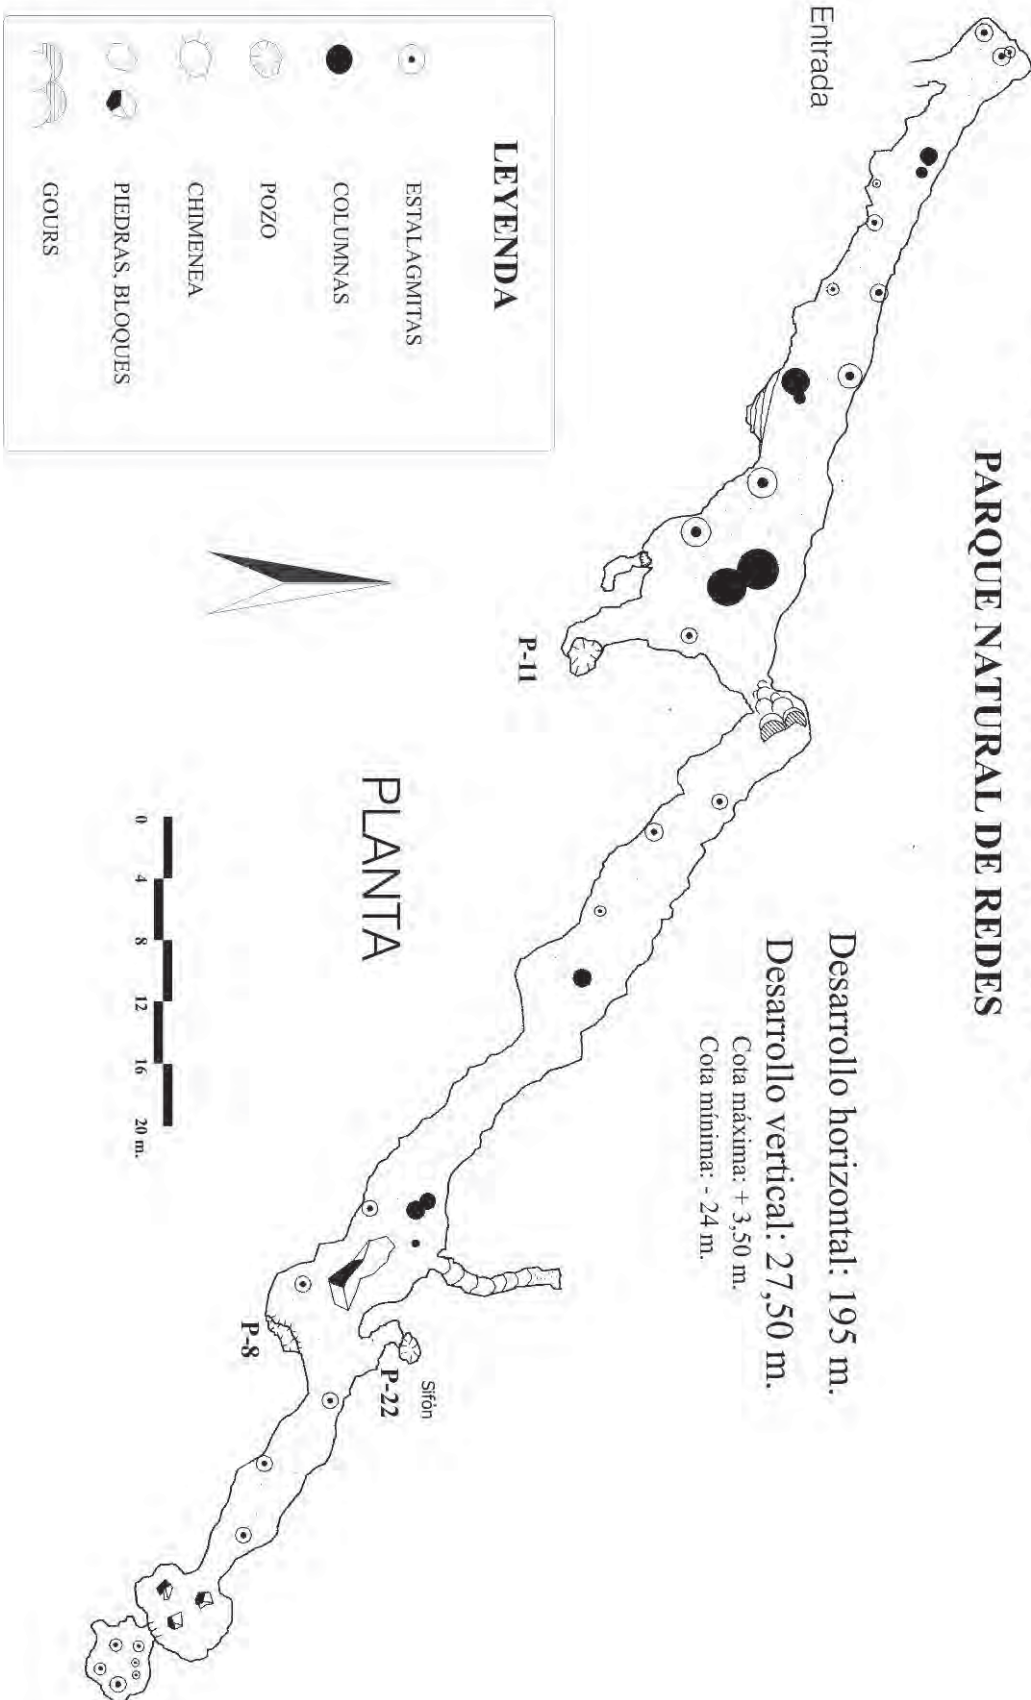 PARQUE NATURAL DE REDES
Desarrollo horizontal: 195 m.
Desarrollo vertical: 27,50 m.
Cota máxima: + 3,50 m.
Cota mínima: - 24 m.
Entrada
P-11
Sifón
P-22
P-8
PLANTA
0 4 8 12 16 20 m.
LEYENDA
ESTALAGMITAS
COLUMNAS
POZO
CHIMENEA
PIEDRAS, BLOQUES
GOURS